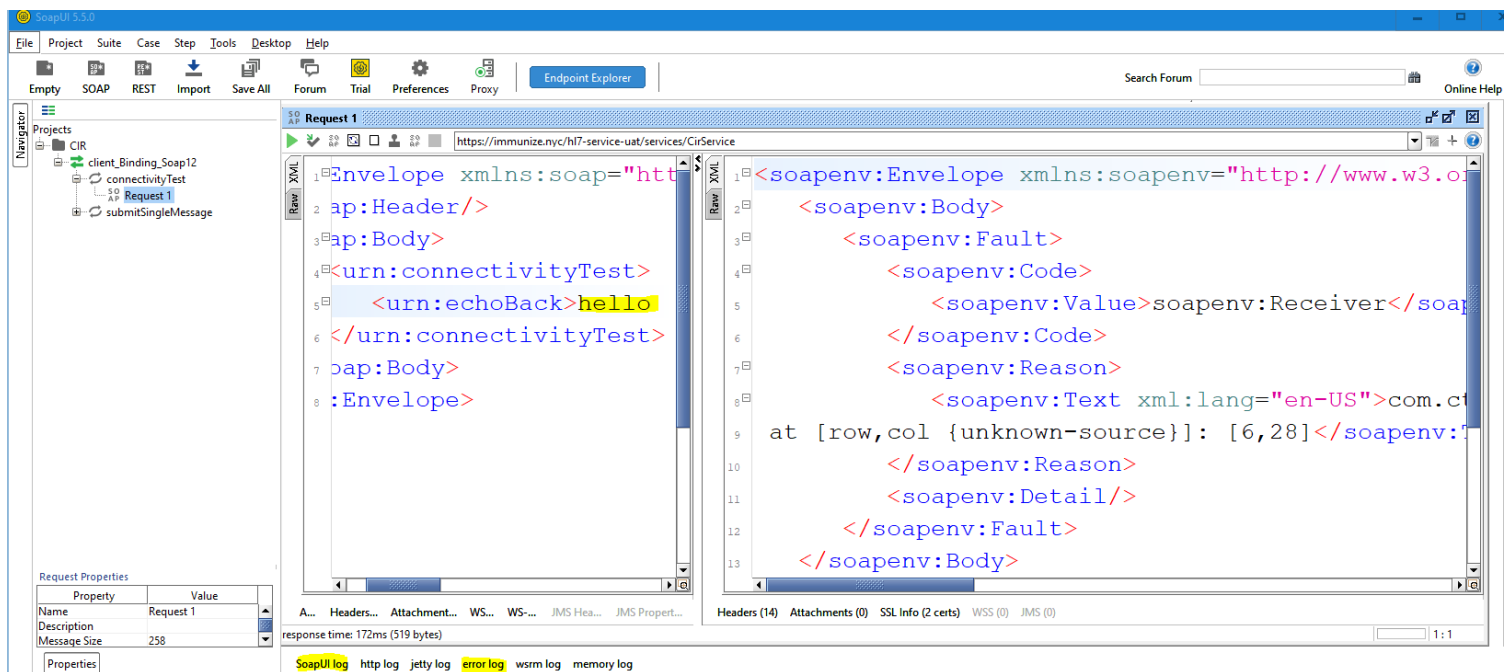 SoapUI 5.5.0
File Project Suite Case Step Tools Desktop Help
Empty SOAP REST Import Save All Forum Trial Preferences Proxy Endpoint Explorer Search Forum Online Help
Navigator
Projects
CIR
client_Binding_Soap12
connectivityTest
SO AP Request 1
submitSingleMessage
SO AP Request 1
https://immunize.nyc/hl7-service-uat/services/CirService
XML
Raw
1 Envelope xmlns:soap="htt
2 ap:Header/>
3 ap:Body>
4 <urn:connectivityTest>
5 <urn:echoBack>hello
6 </urn:connectivityTest>
7 oap:Body>
8 :Envelope>
A... Headers... Attachment... WS... WS-... JMS Hea... JMS Propert...
XML
Raw
1 <soapenv:Envelope xmlns:soapenv="http://www.w3.or
2 <soapenv:Body>
3 <soapenv:Fault>
4 <soapenv:Code>
5 <soapenv:Value>soapenv:Receiver</soap
6 </soapenv:Code>
7 <soapenv:Reason>
8 <soapenv:Text xml:lang="en-US">com.ct
9 at [row,col {unknown-source}]: [6,28]</soapenv:T
10 </soapenv:Reason>
11 <soapenv:Detail/>
12 </soapenv:Fault>
13 </soapenv:Body>
Headers (14) Attachments (0) SSL Info (2 certs) WSS (0) JMS (0)
response time: 172ms (519 bytes)
1 : 1
Request Properties
Property Value
Name Request 1
Description
Message Size 258
Properties
SoapUI log http log jetty log error log wsrm log memory log